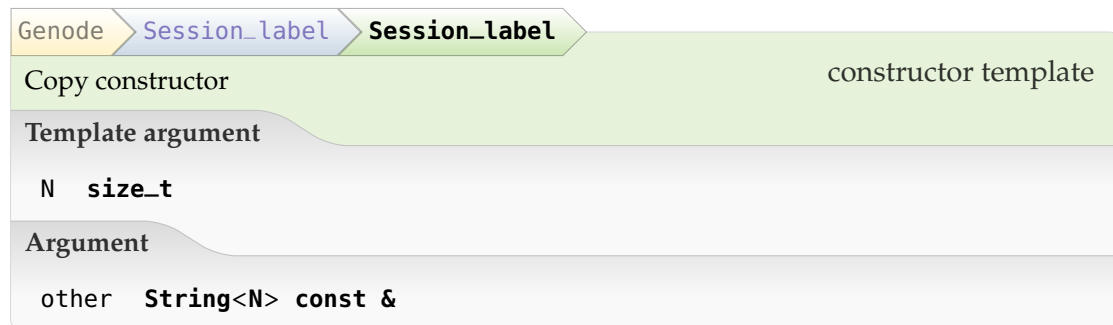 Genode Session_label Session_label
Copy constructor constructor template
Template argument
N size_t
Argument
other String<N> const &